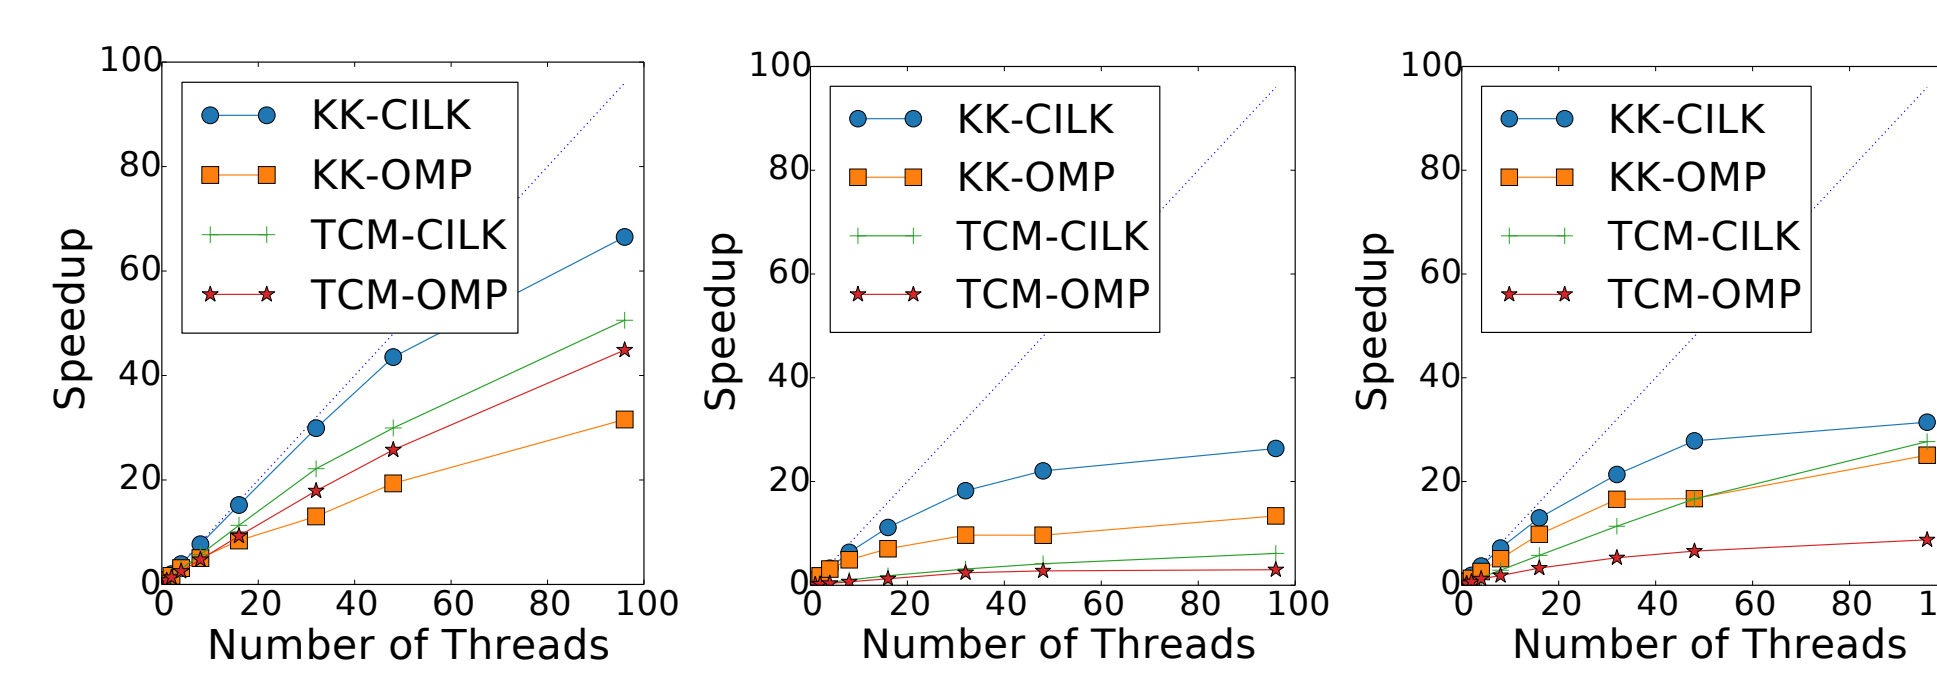 100
80
60
40
20
0
Speedup
KK-CILK
KK-OMP
TCM-CILK
TCM-OMP
0 20 40 60 80 100
Number of Threads
100
80
60
40
20
0
Speedup
KK-CILK
KK-OMP
TCM-CILK
TCM-OMP
0 20 40 60 80 100
Number of Threads
100
80
60
40
20
0
Speedup
KK-CILK
KK-OMP
TCM-CILK
TCM-OMP
0 20 40 60 80 1
Number of Threads